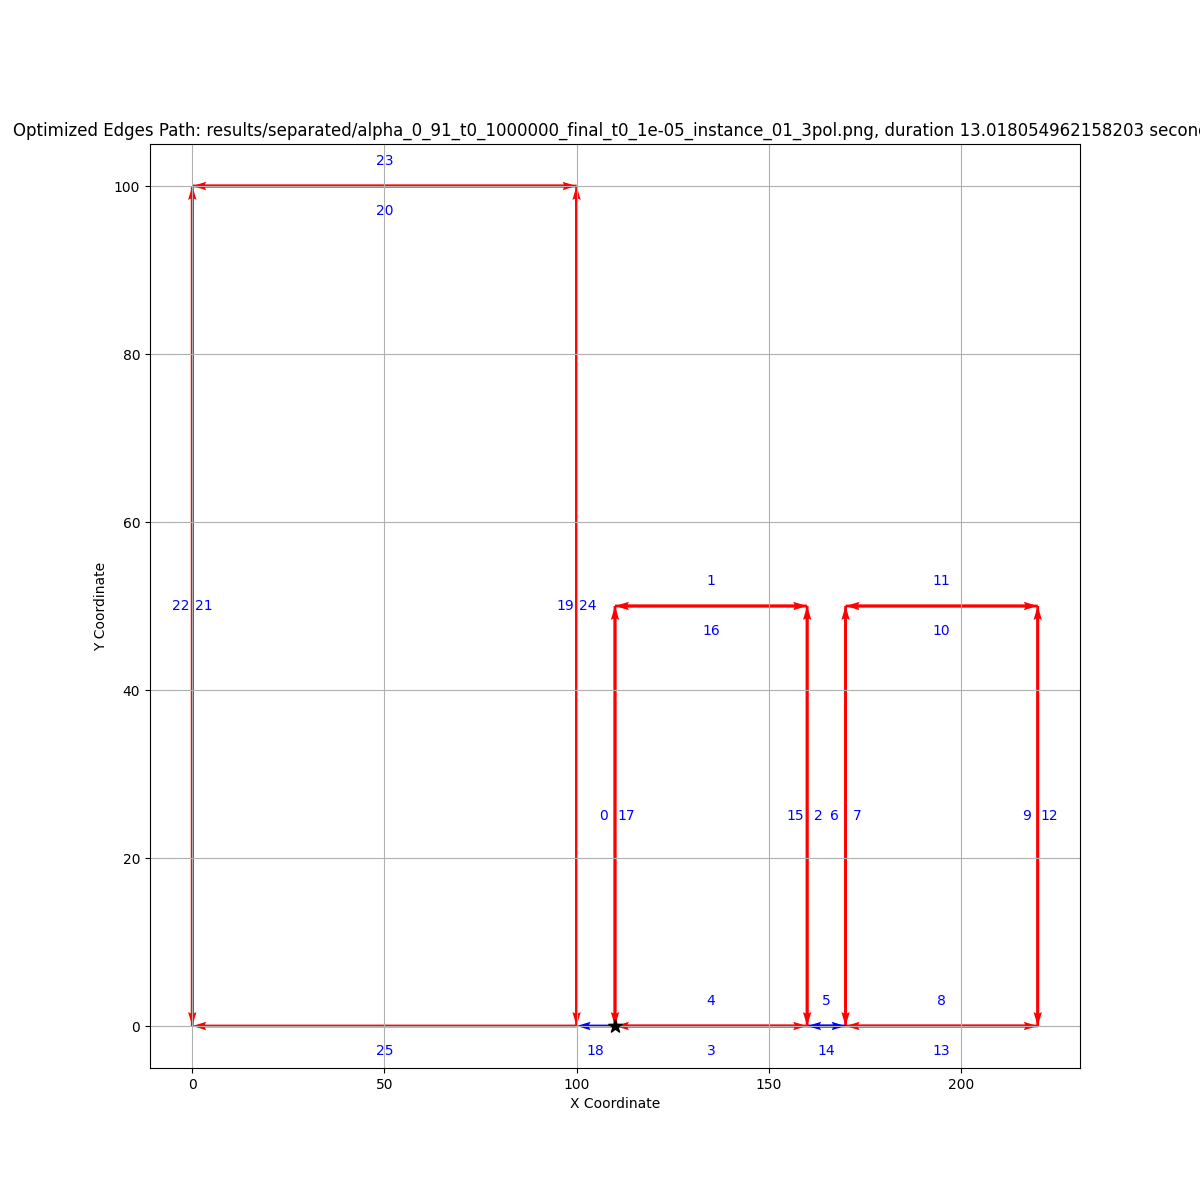 Optimized Edges Path: results/separated/alpha_0_91_t0_1000000_final_t0_1e-05_instance_01_3pol.png, duration 13.018054962158203 secon
23
100
20
80
60
1 11
22 21 19 24
16 10
40
20
0 17 15 2 6 7 9 12
4 5 8
0
25 18 3 14 13
0 50 100 150 200
X Coordinate
Y Coordinate